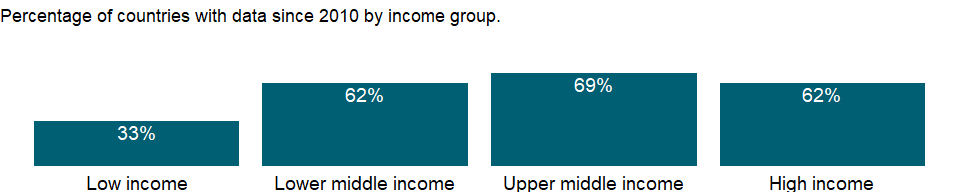 Percentage of countries with data since 2010 by income group.
33%
62%
69%
62%
Low income
Lower middle income
Upper middle income
High income